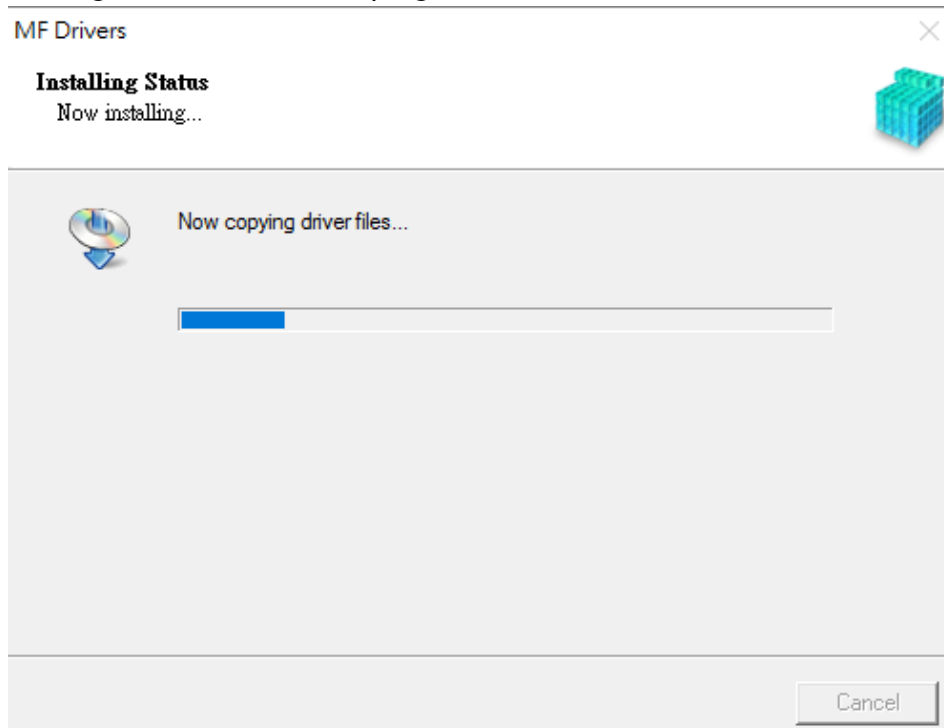 MF Drivers
Installing Status
Now installing...
Now copying driver files...
Cancel